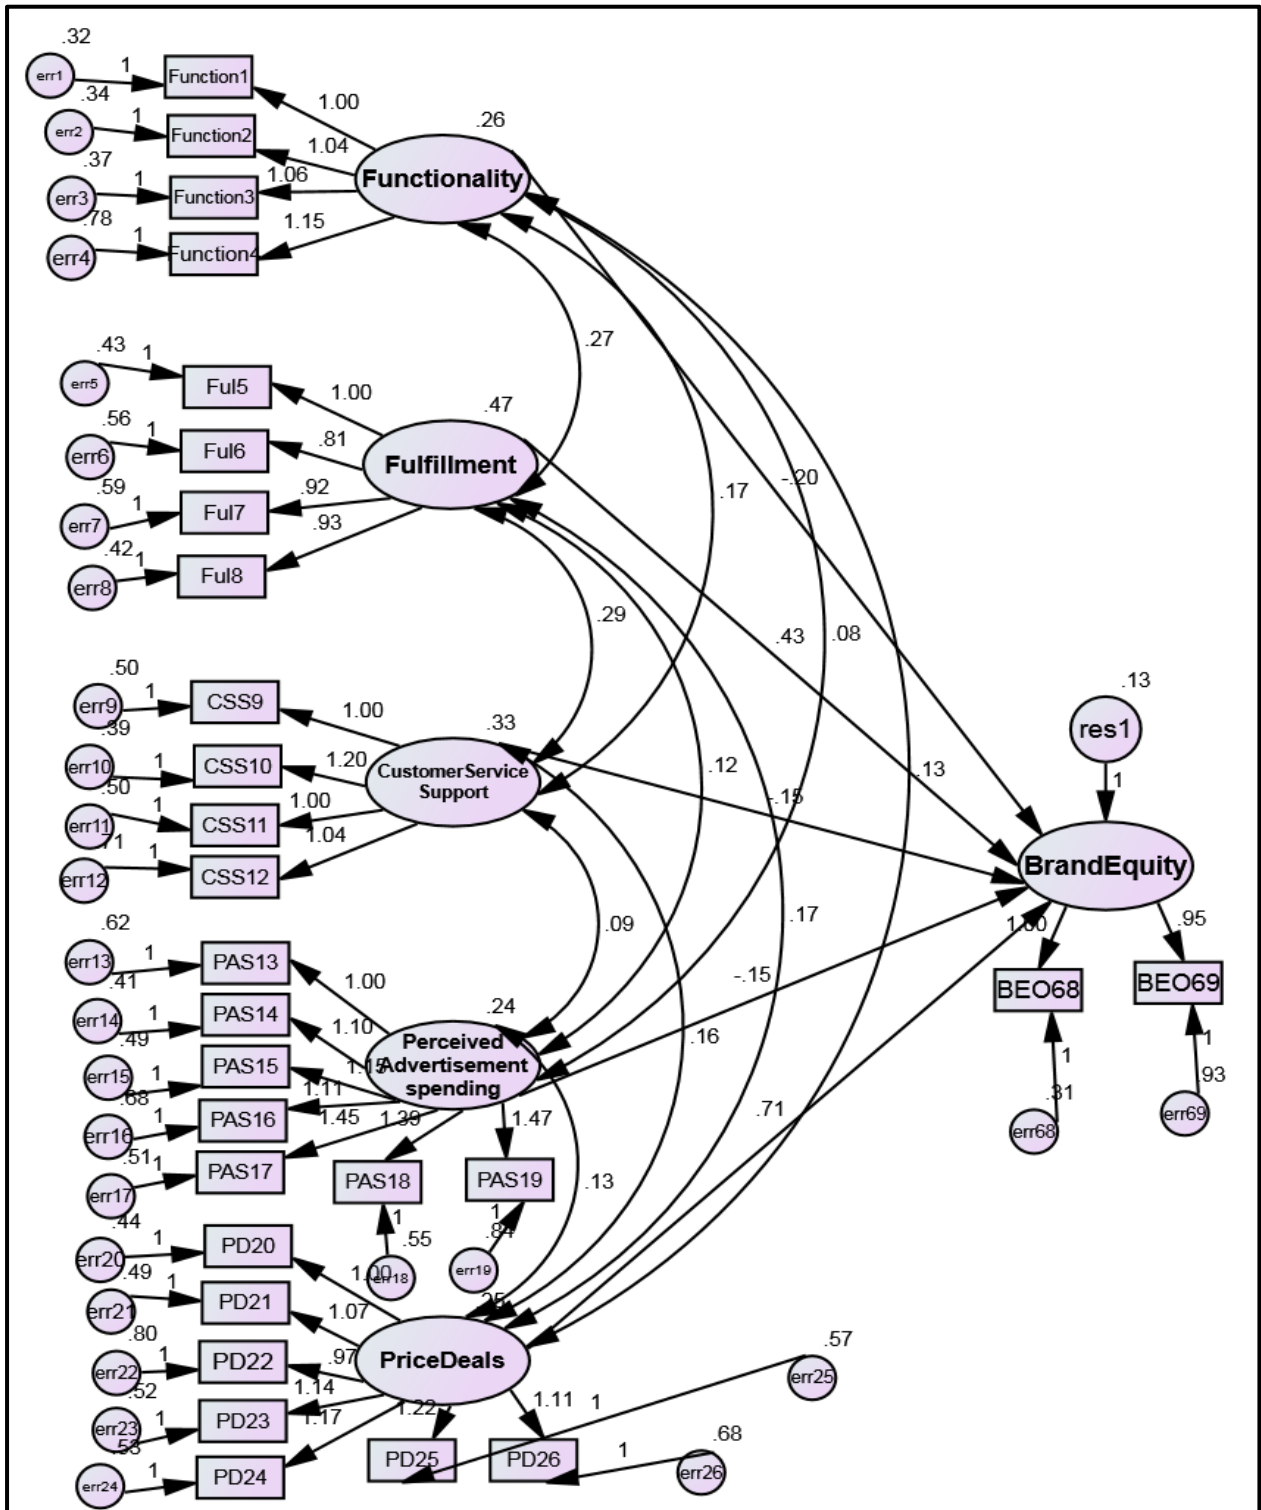 .32
err1
1
Function1
1.00
.34
err2
1
Function2
1.04
.37
err3
1
Function3
1.06
.78
err4
1
Function4
1.15
.26
Functionality
.27
.43
err5
1
Ful5
1.00
.56
err6
1
Ful6
.81
.59
err7
1
Ful7
.92
.42
err8
1
Ful8
.93
.47
Fulfillment
.17
-.20
.29
.43
.08
.50
err9
1
CSS9
1.00
.39
err10
1
CSS10
1.20
.50
err11
1
CSS11
1.00
.71
err12
1
CSS12
1.04
.33
CustomerService
Support
.12
-.15
.13
.13
res1
1
BrandEquity
1.00
.95
BEO68
BEO69
1
1
.31
.93
err68
err69
.09
.17
-.15
.16
.71
.62
err13
1
PAS13
1.00
.41
err14
1
PAS14
1.10
.49
err15
1
PAS15
1.15
.68
err16
1
PAS16
1.11
.51
err17
1
PAS17
1.45
.24
Perceived
Advertisement
spending
1.39
1.47
PAS18
PAS19
1
1
.55
.84
err18
err19
.13
.44
err20
1
PD20
1.00
.49
err21
1
PD21
1.07
.80
err22
1
PD22
.97
.52
err23
1
PD23
1.14
.53
err24
1
PD24
1.17
.25
PriceDeals
1.22
1.11
PD25
PD26
1
.57
err25
1
.68
err26